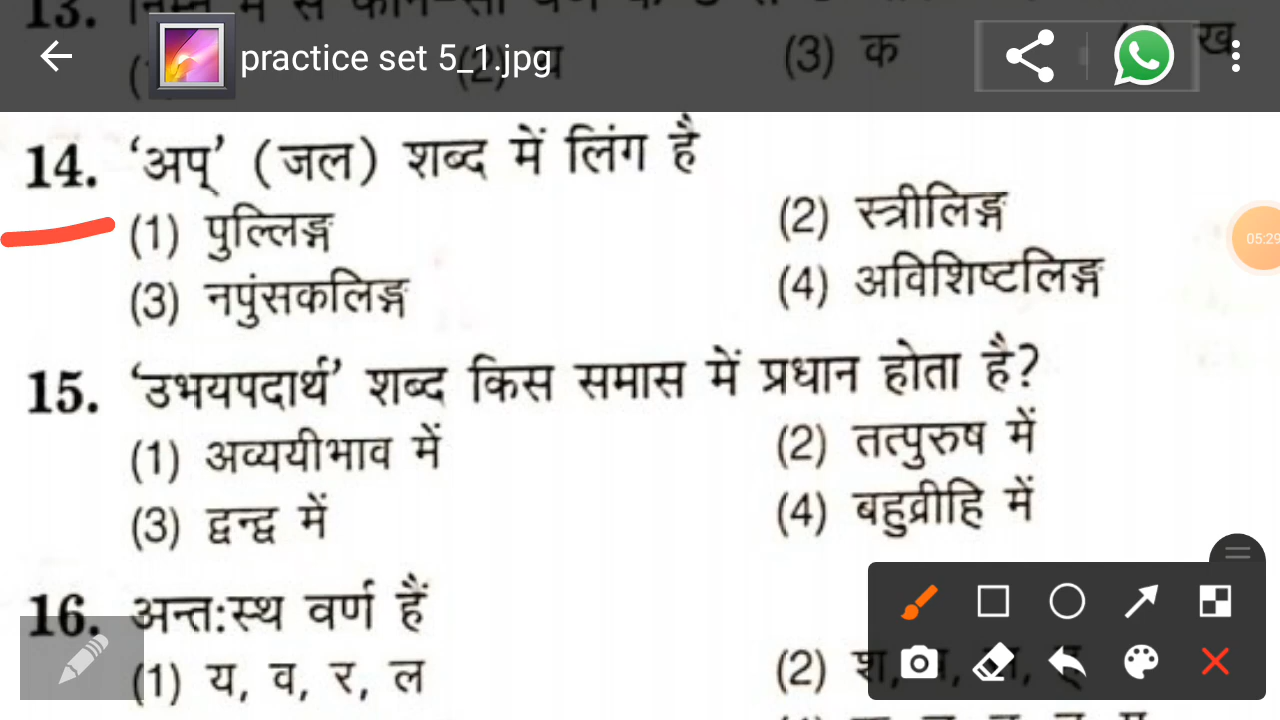 practice set 5_1.jpg
(3) क
ख
14. ‘अप्’ (जल) शब्द में लिंग है
(1) पुल्लिङ्ग
(2) स्त्रीलिङ्ग
05:29
(3) नपुंसकलिङ्ग
(4) अविशिष्टलिङ्ग
15. ‘उभयपदार्थ’ शब्द किस समास में प्रधान होता है?
(1) अव्ययीभाव में
(2) तत्पुरुष में
(3) द्वन्द्व में
(4) बहुव्रीहि में
16. अन्त:स्थ वर्ण हैं
(1) य, व, र, ल
(2) श,